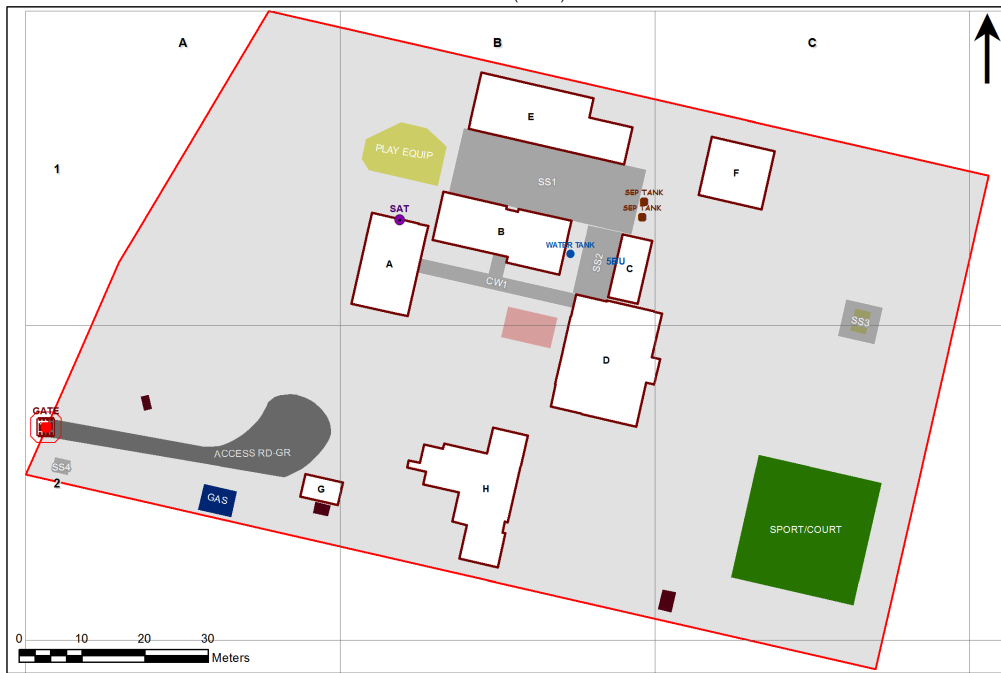 A
B
C
E
PLAY EQUIP
1
F
SS1
SEP TANK
SEP TANK
SAT
B
WATER TANK
A
SS2
C
CW1
SS3
D
GATE
ACCESS RD-GR
SS4
2
G
H
GAS
SPORT/COURT
0 10 20 30
Meters